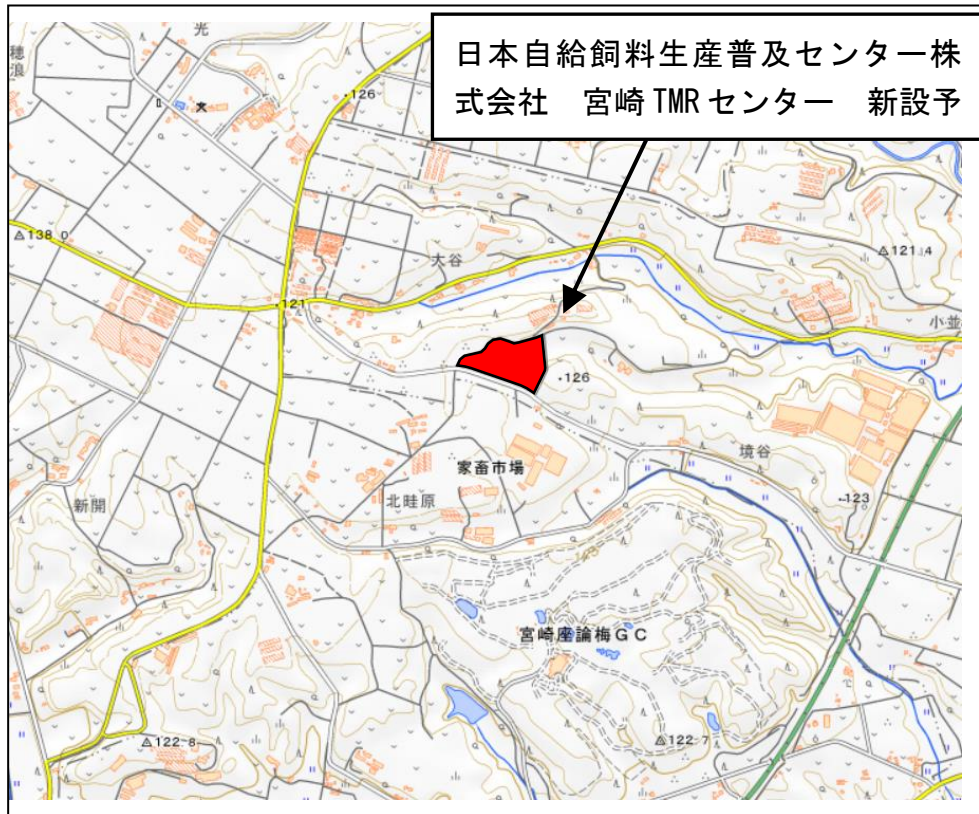 日本自給飼料生産普及センター株
式会社　宮崎 TMR センター　新設予
光
穂
浪
文
126
138.0
大谷
121.4
121
小並
126
境谷
家畜市場
北畦原
123
新開
宮崎座論梅GC
122.8
122.7